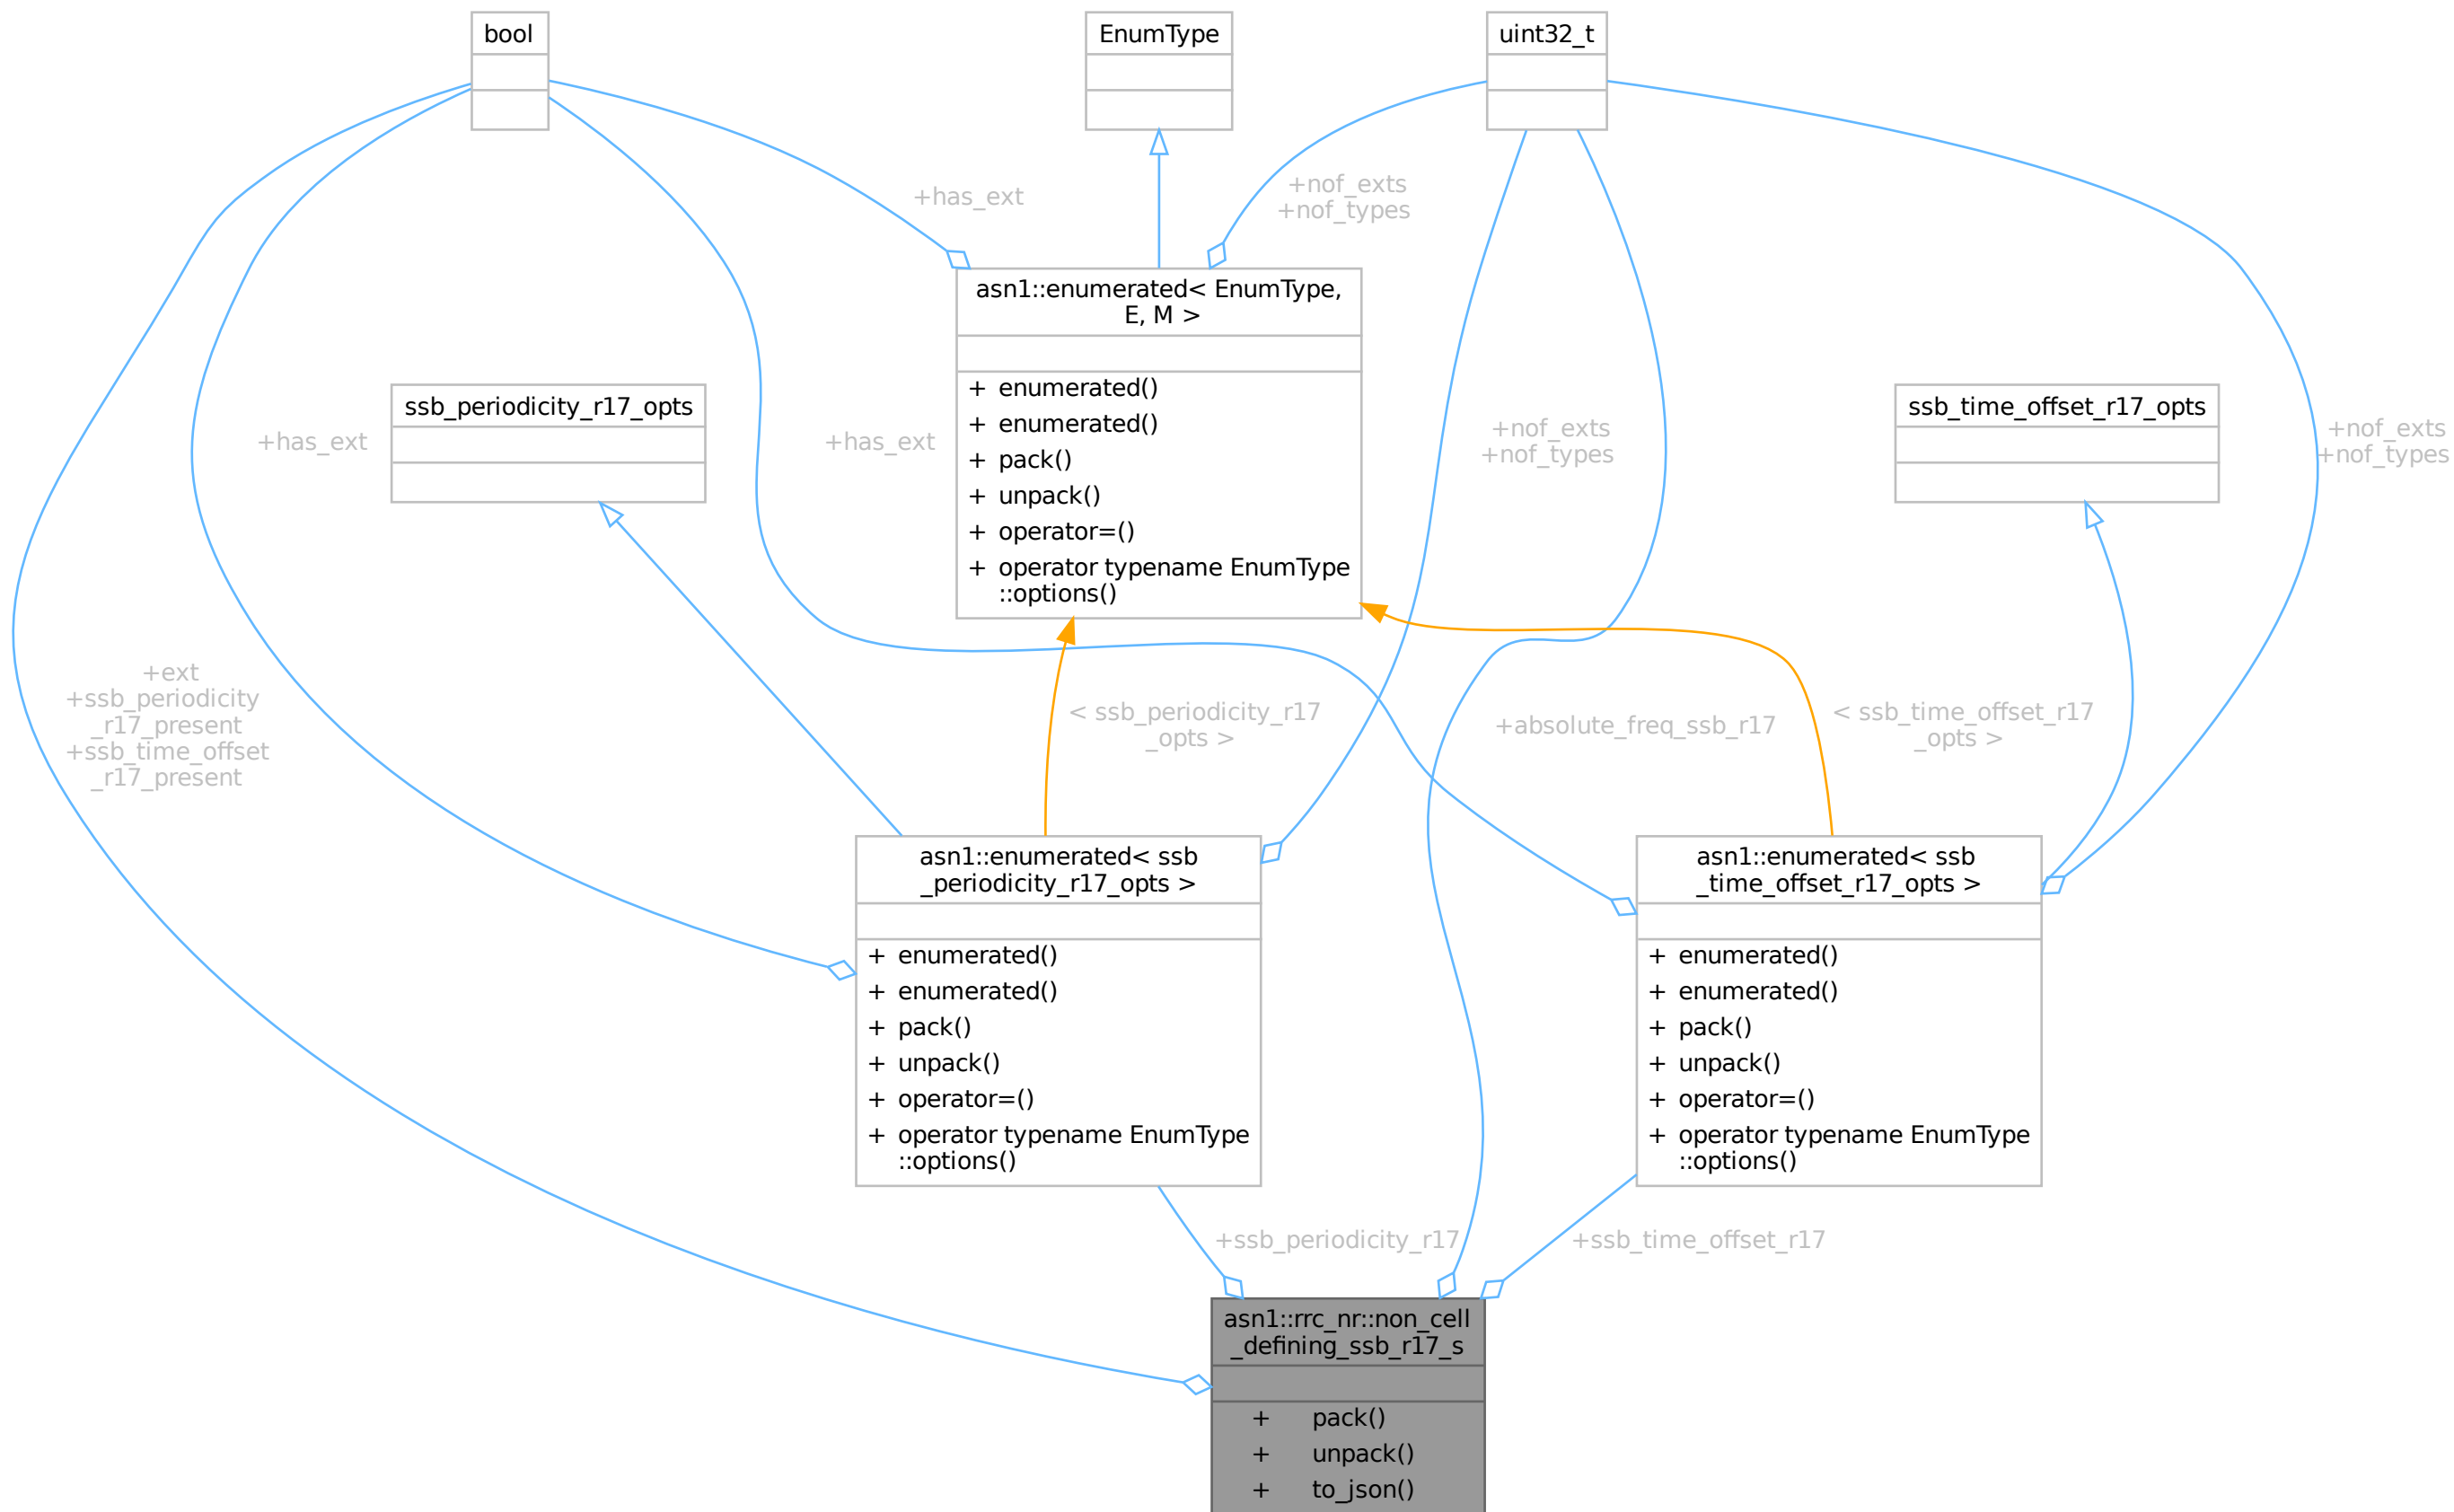 bool
EnumType
uint32_t
+has_ext
+nof_exts
+nof_types
asn1::enumerated< EnumType,
E, M >
+ enumerated()
+ enumerated()
+ pack()
+ unpack()
+ operator=()
+ operator typename EnumType
::options()
ssb_periodicity_r17_opts
ssb_time_offset_r17_opts
+has_ext
+has_ext
+nof_exts
+nof_types
+nof_exts
+nof_types
+ext
+ssb_periodicity
_r17_present
+ssb_time_offset
_r17_present
< ssb_periodicity_r17
_opts >
+absolute_freq_ssb_r17
< ssb_time_offset_r17
_opts >
asn1::enumerated< ssb
_periodicity_r17_opts >
+ enumerated()
+ enumerated()
+ pack()
+ unpack()
+ operator=()
+ operator typename EnumType
::options()
asn1::enumerated< ssb
_time_offset_r17_opts >
+ enumerated()
+ enumerated()
+ pack()
+ unpack()
+ operator=()
+ operator typename EnumType
::options()
+ssb_periodicity_r17
+ssb_time_offset_r17
asn1::rrc_nr::non_cell
_defining_ssb_r17_s
+ pack()
+ unpack()
+ to_json()